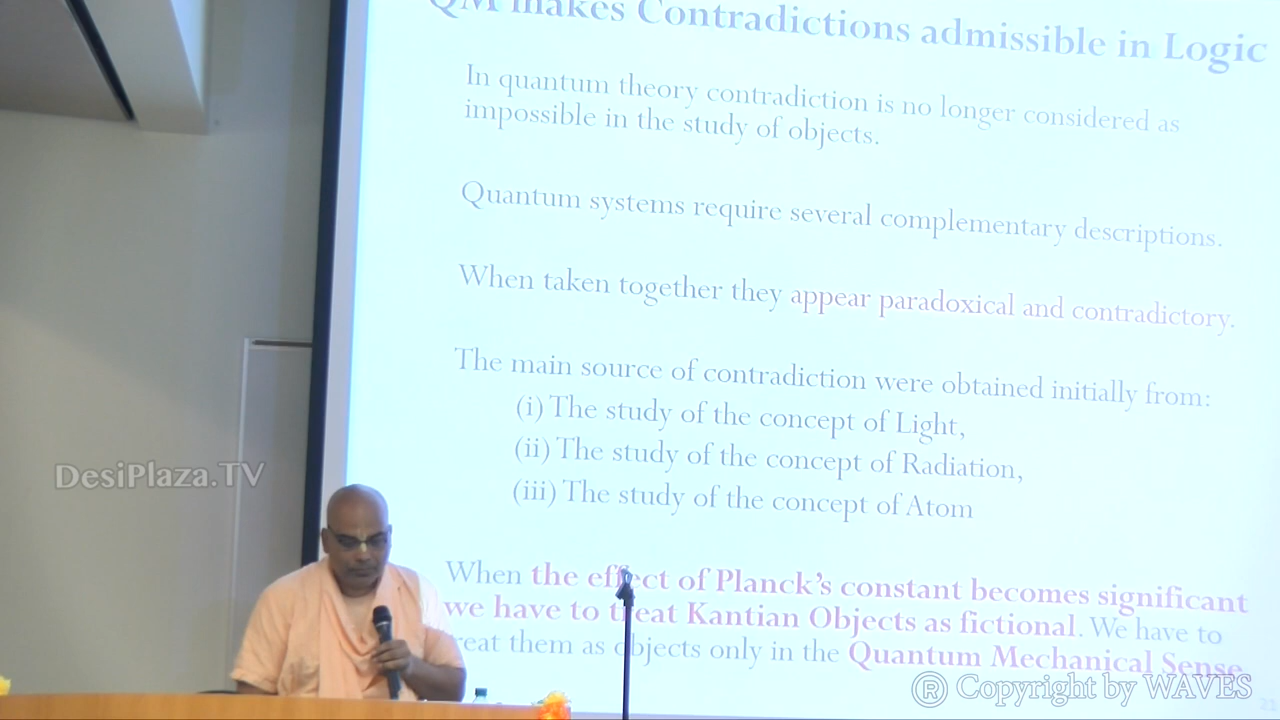 QM makes Contradictions admissible in Logic
In quantum theory contradiction is no longer considered as
impossible in the study of objects.
Quantum systems require several complementary descriptions.
When taken together they appear paradoxical and contradictory.
The main source of contradiction were obtained initially from:
(i) The study of the concept of Light,
(ii) The study of the concept of Radiation,
(iii) The study of the concept of Atom
When the effect of Planck's constant becomes significant
we have to treat Kantian Objects as fictional. We have to
treat them as objects only in the Quantum Mechanical Sense.
21
DesiPlaza.TV
® Copyright by WAVES